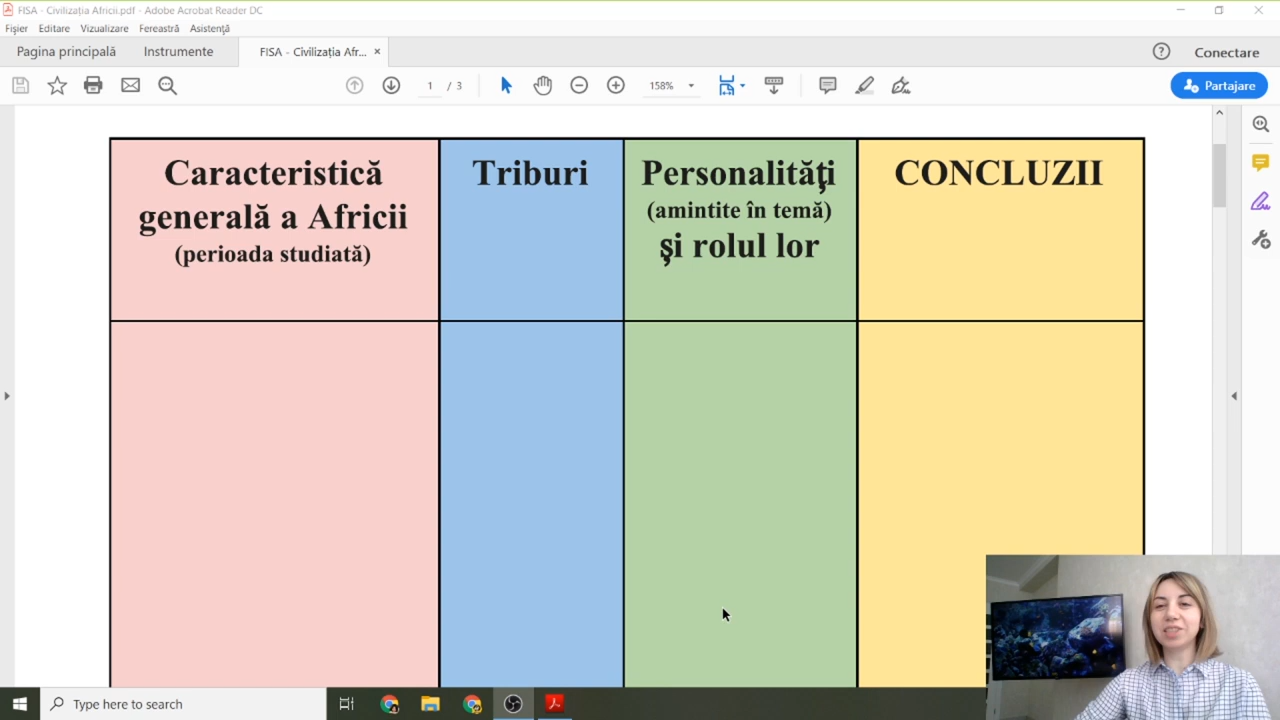 FISA - Civilizația Africii.pdf - Adobe Acrobat Reader DC
Fișier Editare Vizualizare Fereastră Asistență
Pagina principală Instrumente FISA - Civilizația Afr... × Conectare
1 / 3 158% Partajare
Caracteristică Triburi Personalități CONCLUZII
generală a Africii (amintite în temă)
(perioada studiată) și rolul lor
Type here to search